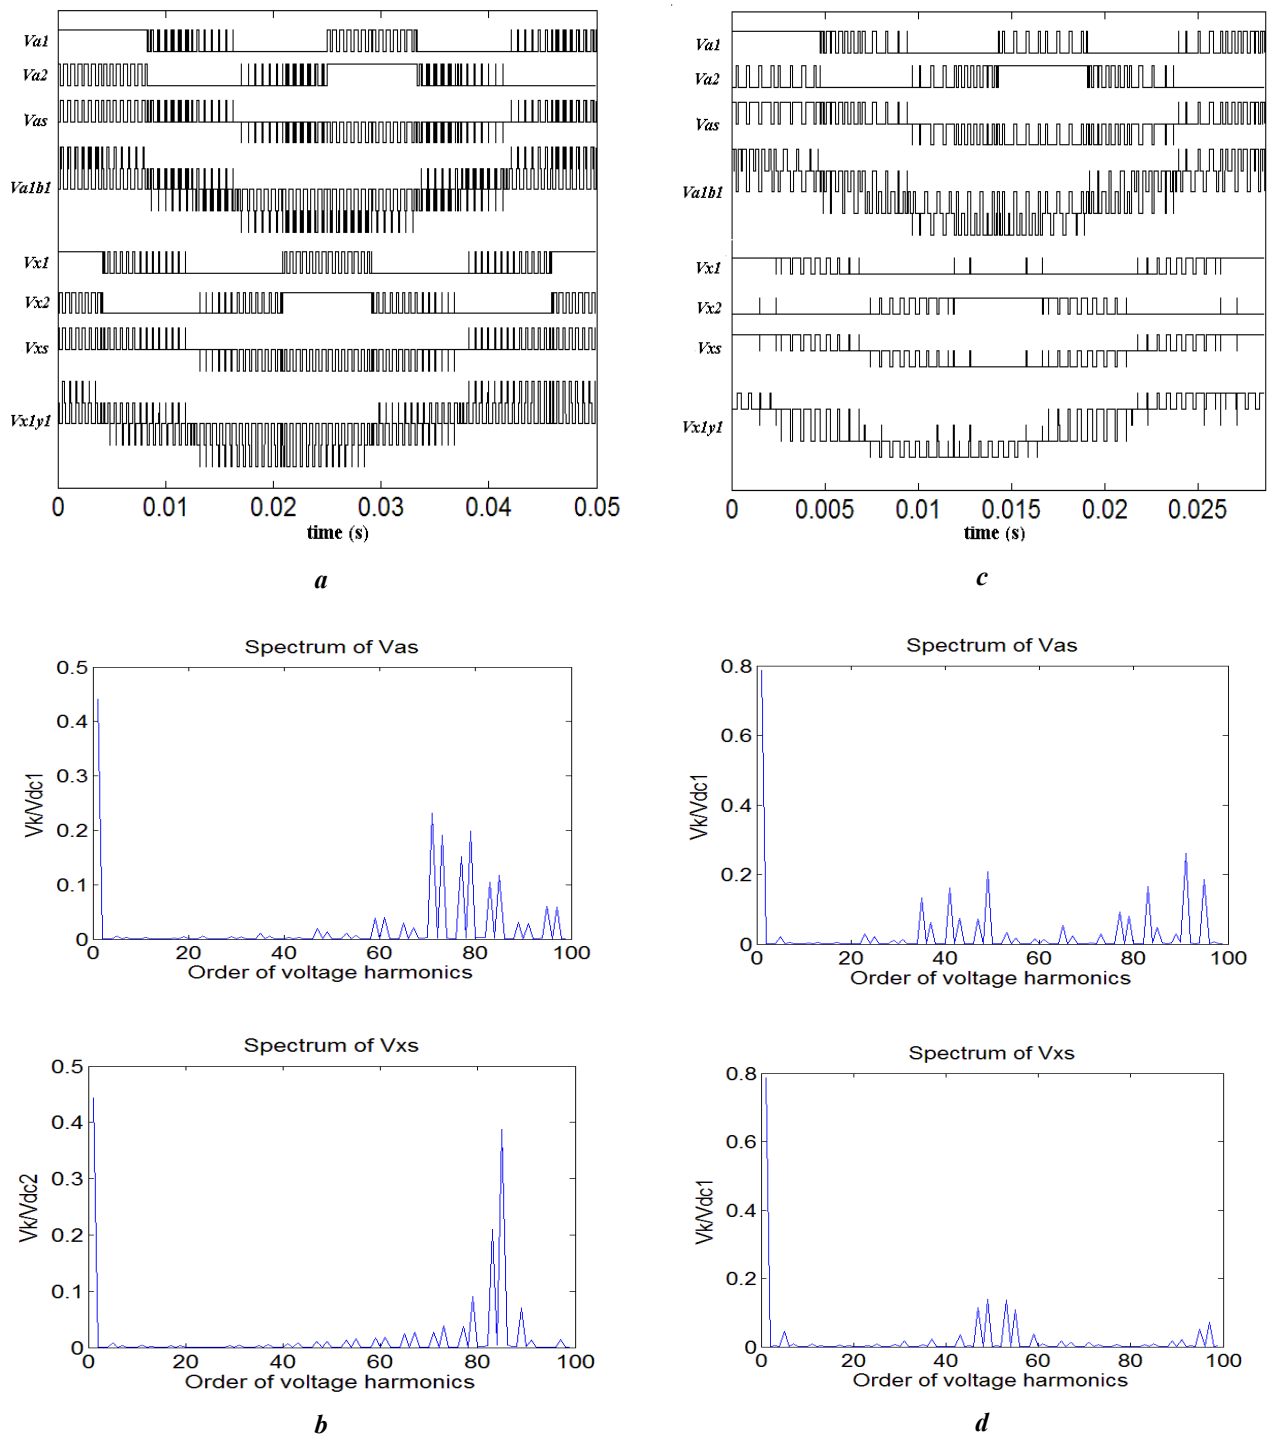 Va1
Va2
Vas
Va1b1
Vx1
Vx2
Vxs
Vx1y1
0 0.01 0.02 0.03 0.04 0.05
time (s)
a
Va1
Va2
Vas
Va1b1
Vx1
Vx2
Vxs
Vx1y1
0 0.005 0.01 0.015 0.02 0.025
time (s)
c
Spectrum of Vas
0.5
0.4
0.3
0.2
0.1
0
Vk/Vdc1
0 20 40 60 80 100
Order of voltage harmonics
Spectrum of Vas
0.8
0.6
0.4
0.2
0
Vk/Vdc1
0 20 40 60 80 100
Order of voltage harmonics
Spectrum of Vxs
0.5
0.4
0.3
0.2
0.1
0
Vk/Vdc2
0 20 40 60 80 100
Order of voltage harmonics
b
Spectrum of Vxs
0.8
0.6
0.4
0.2
0
Vk/Vdc1
0 20 40 60 80 100
Order of voltage harmonics
d